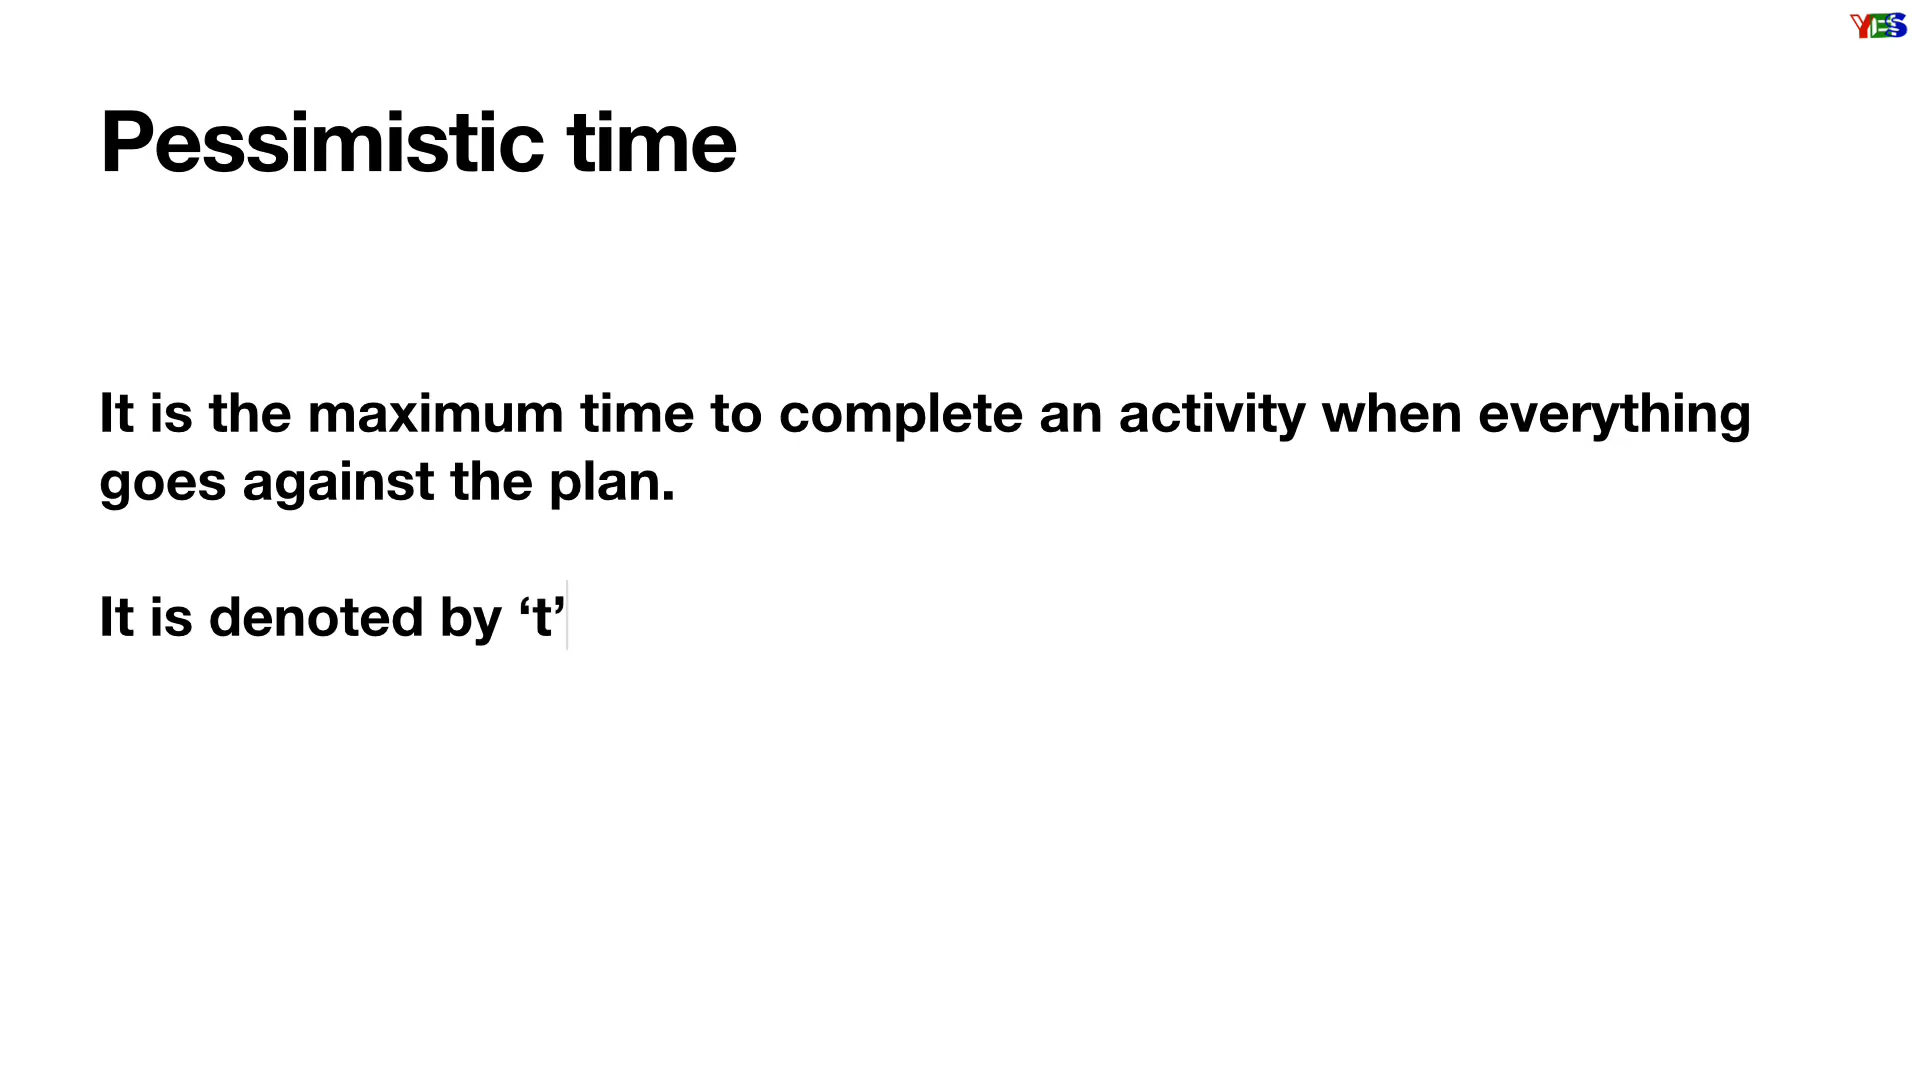 YES
Pessimistic time
It is the maximum time to complete an activity when everything
goes against the plan.
It is denoted by ‘t’